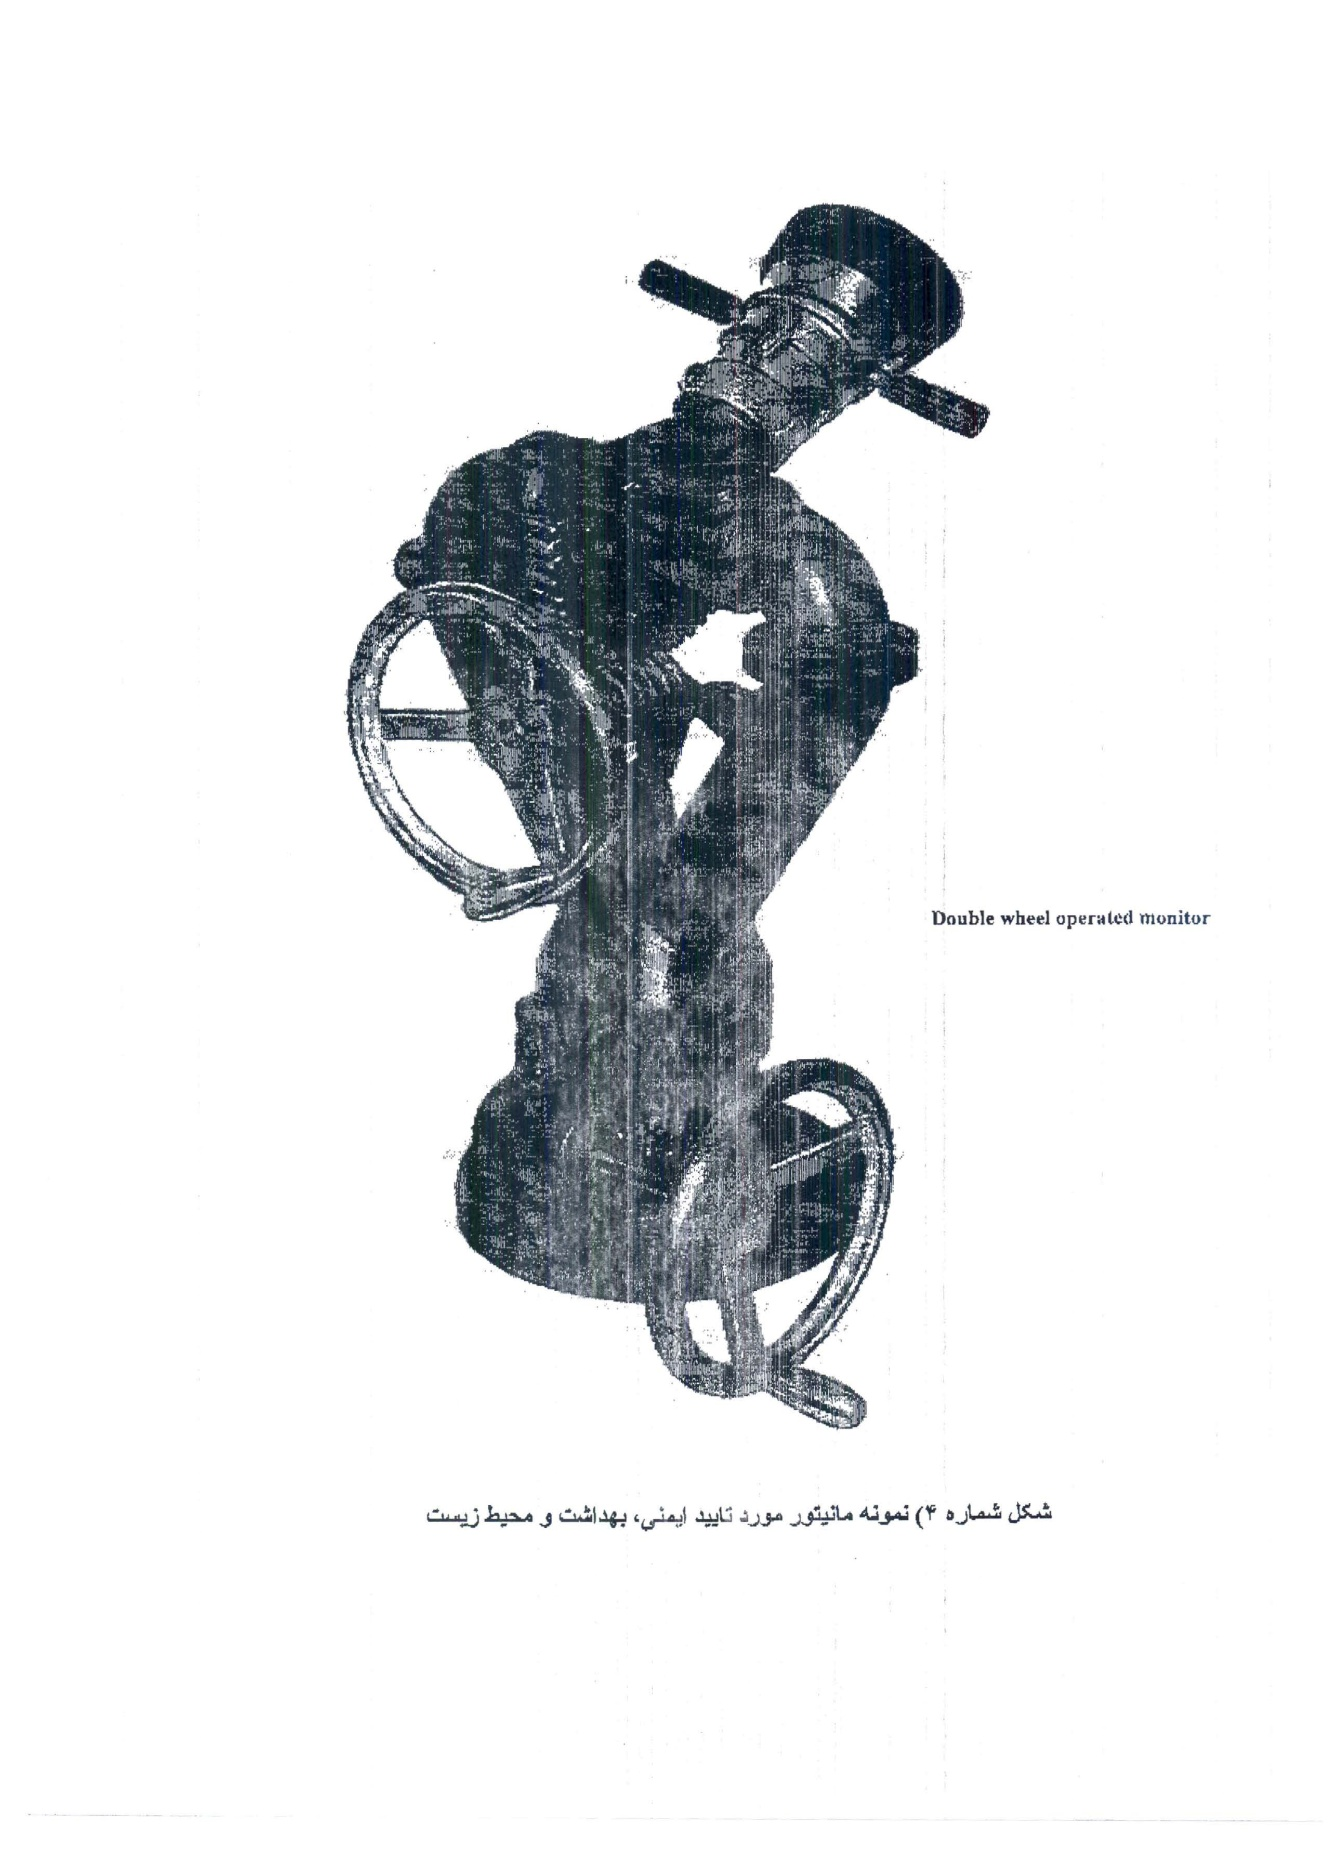 Double wheel operated monitor
شکل شماره ۴) نمونه مانیتور مورد تایید ایمنی، بهداشت و محیط زیست